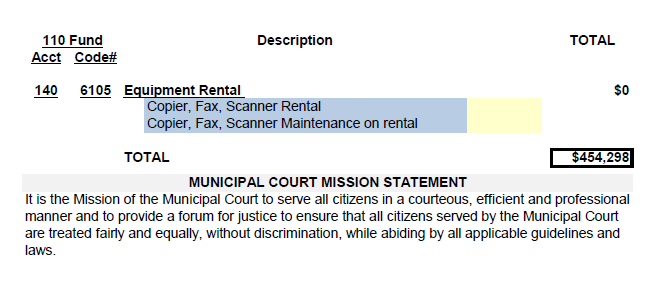 110 Fund Description TOTAL
Acct Code#
140 6105 Equipment Rental $0
Copier, Fax, Scanner Rental
Copier, Fax, Scanner Maintenance on rental
TOTAL $454,298
MUNICIPAL COURT MISSION STATEMENT
It is the Mission of the Municipal Court to serve all citizens in a courteous, efficient and professional
manner and to provide a forum for justice to ensure that all citizens served by the Municipal Court
are treated fairly and equally, without discrimination, while abiding by all applicable guidelines and
laws.